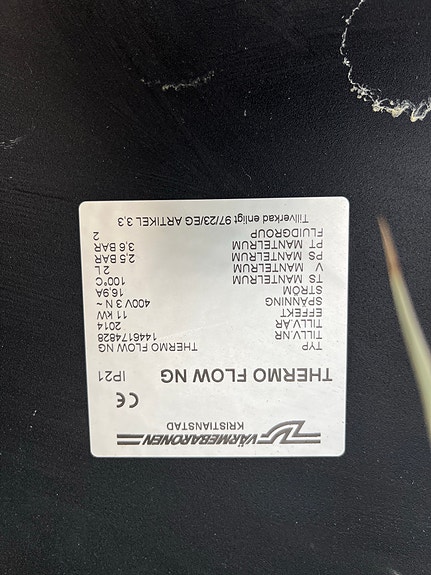 VÄRMEBARONEN
KRISTIANSTAD
CE
THERMO FLOW NG IP21
TYP THERMO FLOW NG
TILLV.NR 1446174828
TILLV.ÅR 2014
EFFEKT 11 KW
SPÄNNING 400V 3 N ~
STRÖM 16,9A
TS MANTELRUM 100°C
V MANTELRUM 2 L
PS MANTELRUM 2,5 BAR
PT MANTELRUM 3,6 BAR
FLUIDGROUP 2
Tillverkad enligt 97/23/EG ARTIKEL 3,3